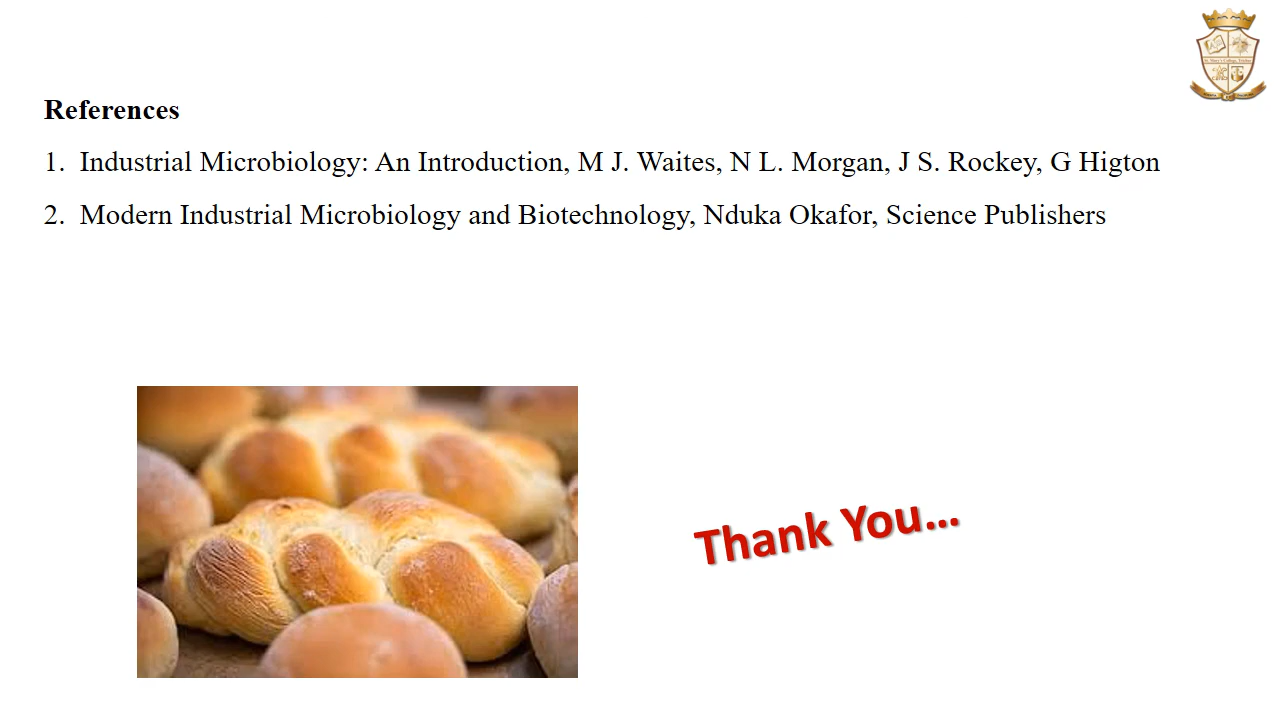 References
1. Industrial Microbiology: An Introduction, M J. Waites, N L. Morgan, J S. Rockey, G Higton
2. Modern Industrial Microbiology and Biotechnology, Nduka Okafor, Science Publishers
Thank You...